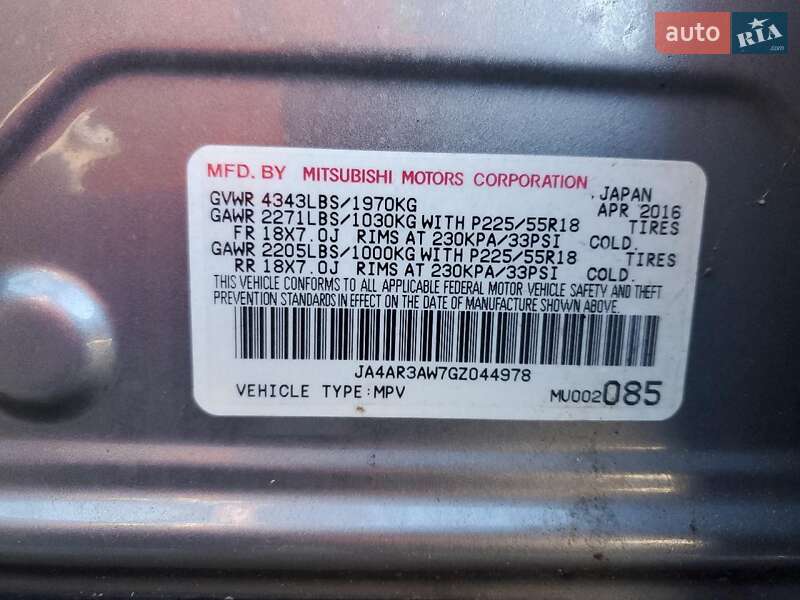 auto RIA.com
MFD. BY MITSUBISHI MOTORS CORPORATION
JAPAN
GVWR 4343LBS/1970KG APR 2016
GAWR 2271LBS/1030KG WITH P225/55R18 TIRES
FR 18X7.0J RIMS AT 230KPA/33PSI COLD.
GAWR 2205LBS/1000KG WITH P225/55R18 TIRES
RR 18X7.0J RIMS AT 230KPA/33PSI COLD.
THIS VEHICLE CONFORMS TO ALL APPLICABLE FEDERAL MOTOR VEHICLE SAFETY AND THEFT
PREVENTION STANDARDS IN EFFECT ON THE DATE OF MANUFACTURE SHOWN ABOVE.
JA4AR3AW7GZ044978
VEHICLE TYPE:MPV MU002085